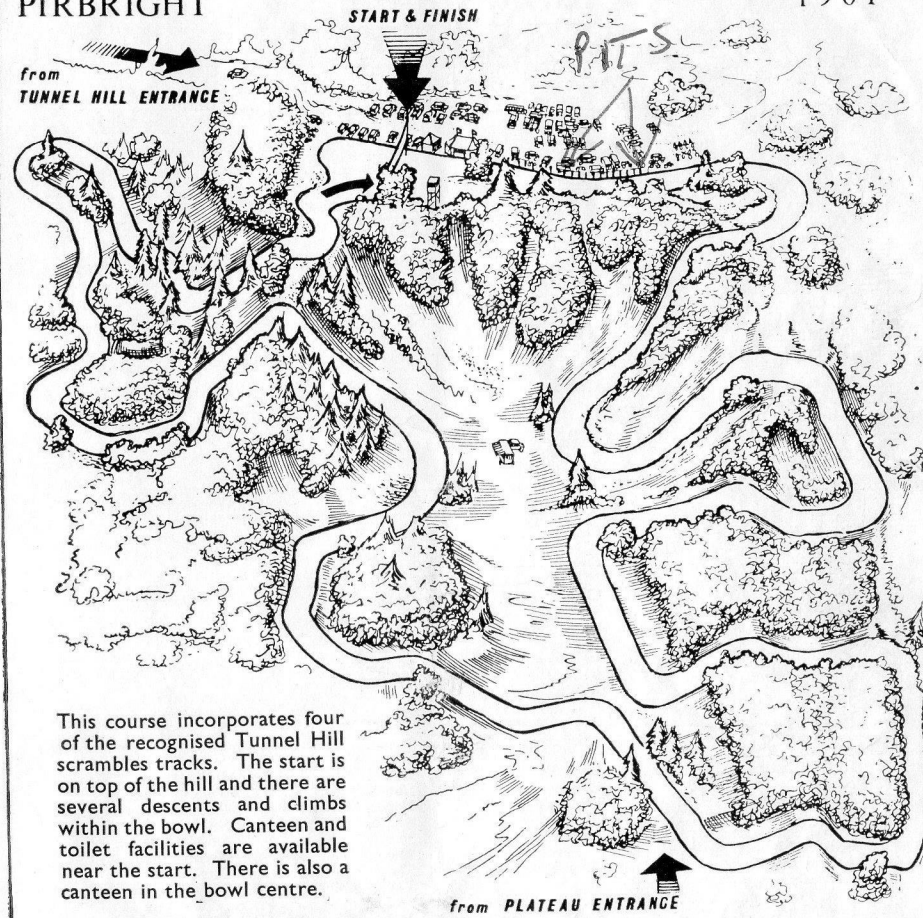 PIRBRIGHT
START & FINISH
PITS
from
TUNNEL HILL ENTRANCE
This course incorporates four
of the recognised Tunnel Hill
scrambles tracks. The start is
on top of the hill and there are
several descents and climbs
within the bowl. Canteen and
toilet facilities are available
near the start. There is also a
canteen in the bowl centre.
from PLATEAU ENTRANCE